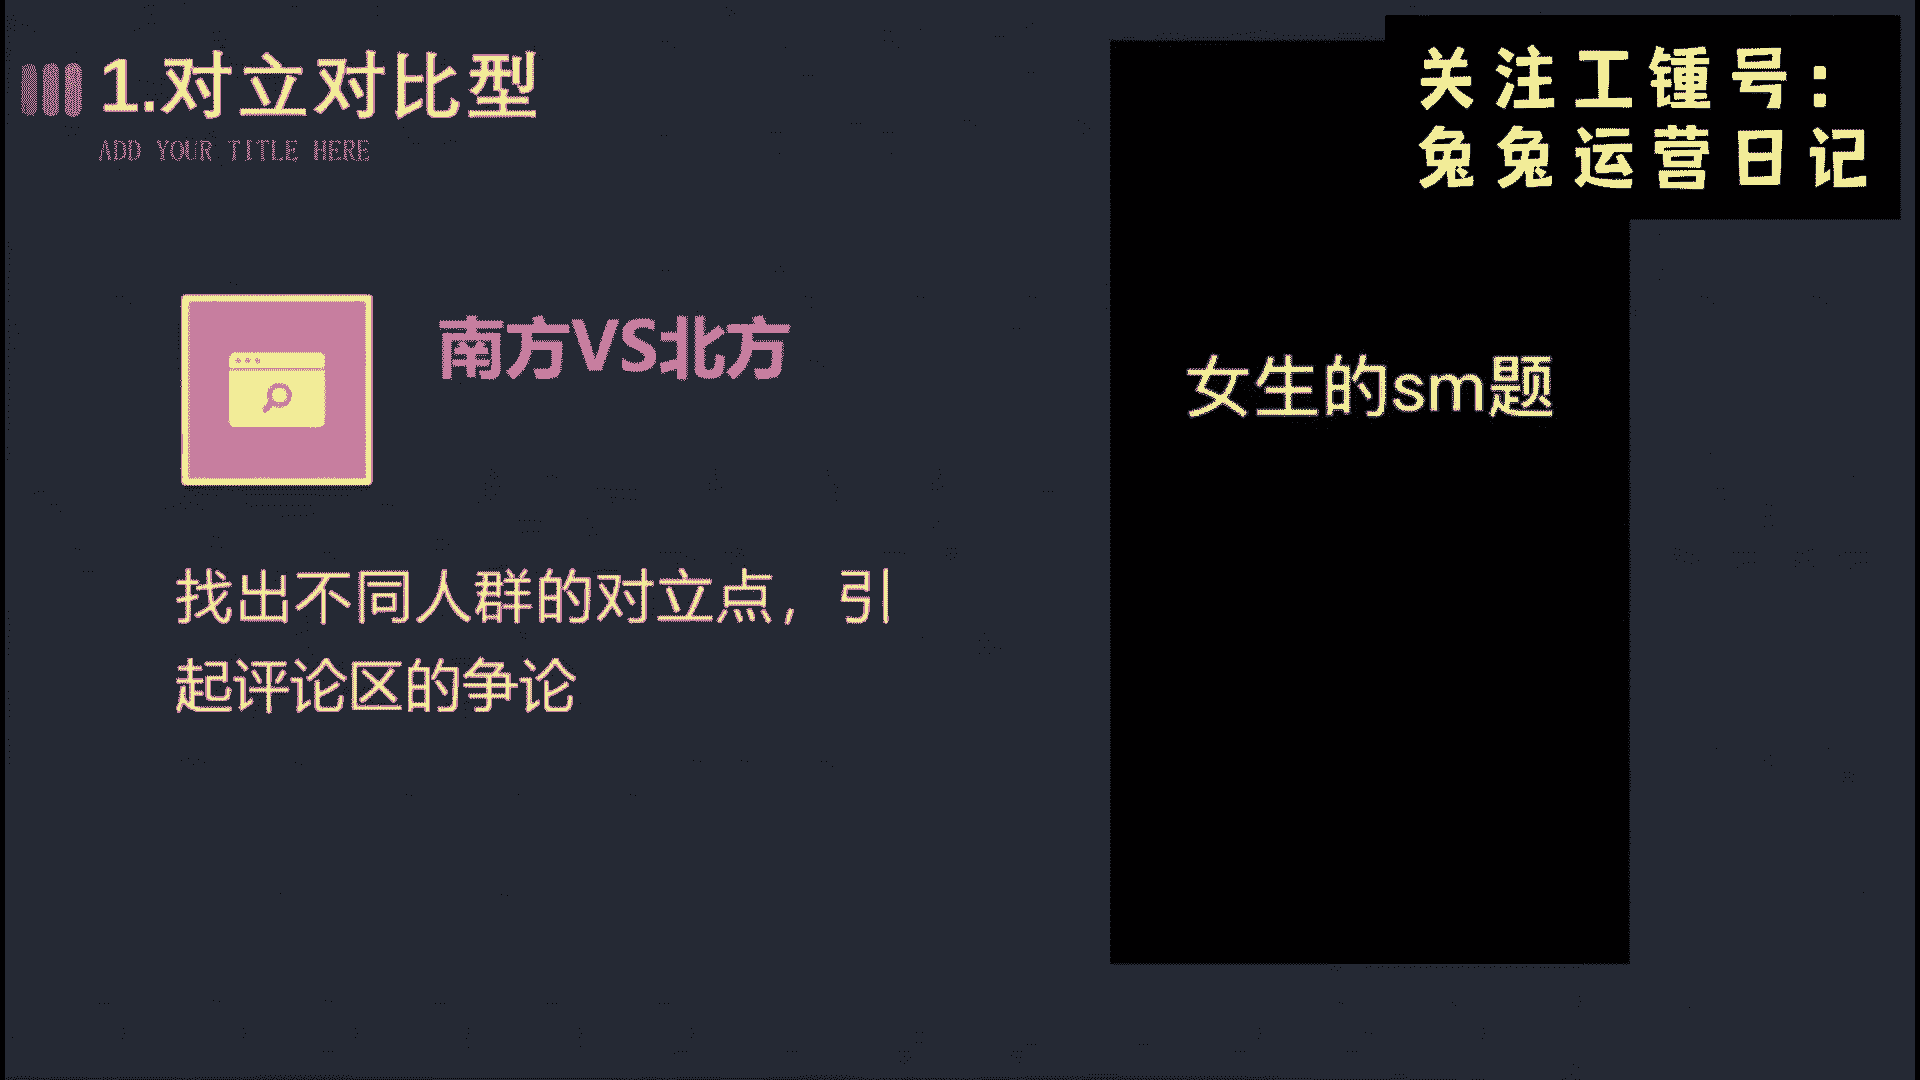 1.对立对比型
ADD YOUR TITLE HERE
关注工锺号：
兔兔运营日记
南方VS北方
女生的sm题
找出不同人群的对立点，引
起评论区的争论